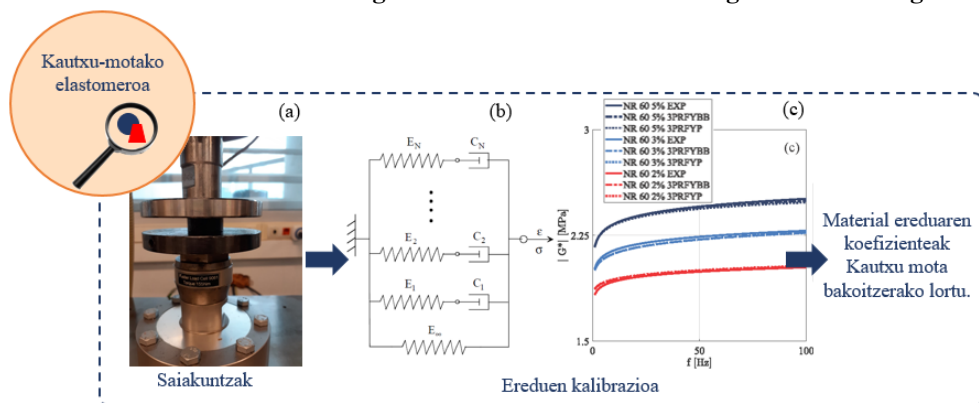 Kautxu-motako
elastomeroa
(a)
(b)
(c)
E_N
C_N
E_2
C_2
E_1
C_1
E_∞
ε
σ
NR 60 5% EXP
NR 60 5% 3PRFYBB
NR 60 5% 3PRFYP
NR 60 3% EXP
NR 60 3% 3PRFYBB
NR 60 3% 3PRFYP
NR 60 2% EXP
NR 60 2% 3PRFYBB
NR 60 2% 3PRFYP
(c)
3
2.25
1.5
| G*| [MPa]
0
50
100
f [Hz]
Material ereduaren
koefizienteak
Kautxu mota
bakoitzerako lortu.
Saiakuntzak
Ereduen kalibrazioa